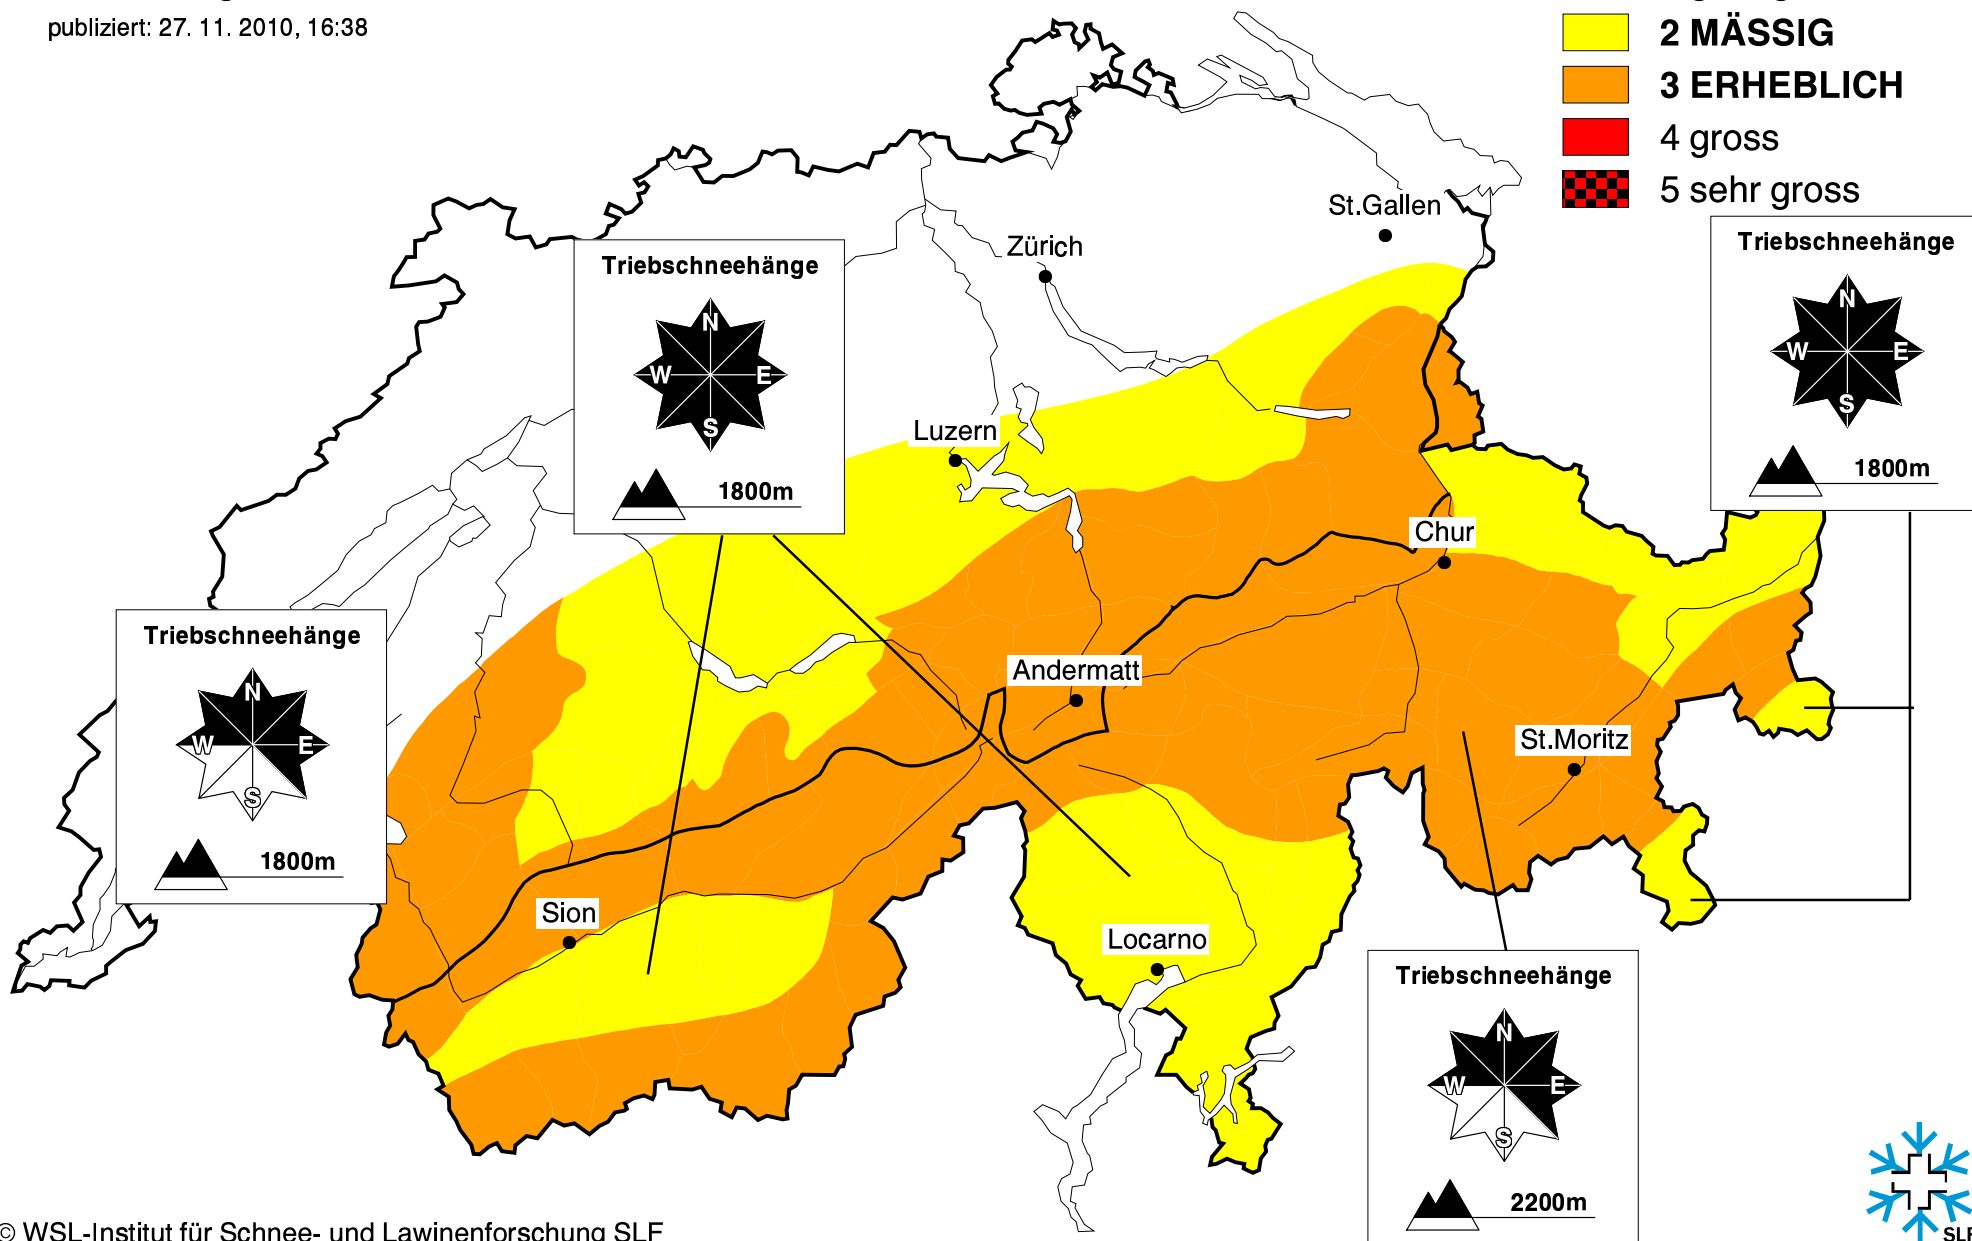 publiziert: 27. 11. 2010, 16:38
2 MÄSSIG
3 ERHEBLICH
4 gross
5 sehr gross
St.Gallen
Zürich
Triebschneehänge
N
W E
S
1800m
Triebschneehänge
N
W E
S
1800m
Luzern
Chur
Triebschneehänge
N
W E
S
1800m
Andermatt
St.Moritz
Sion
Locarno
Triebschneehänge
N
W E
S
2200m
© WSL-Institut für Schnee- und Lawinenforschung SLF
SLF